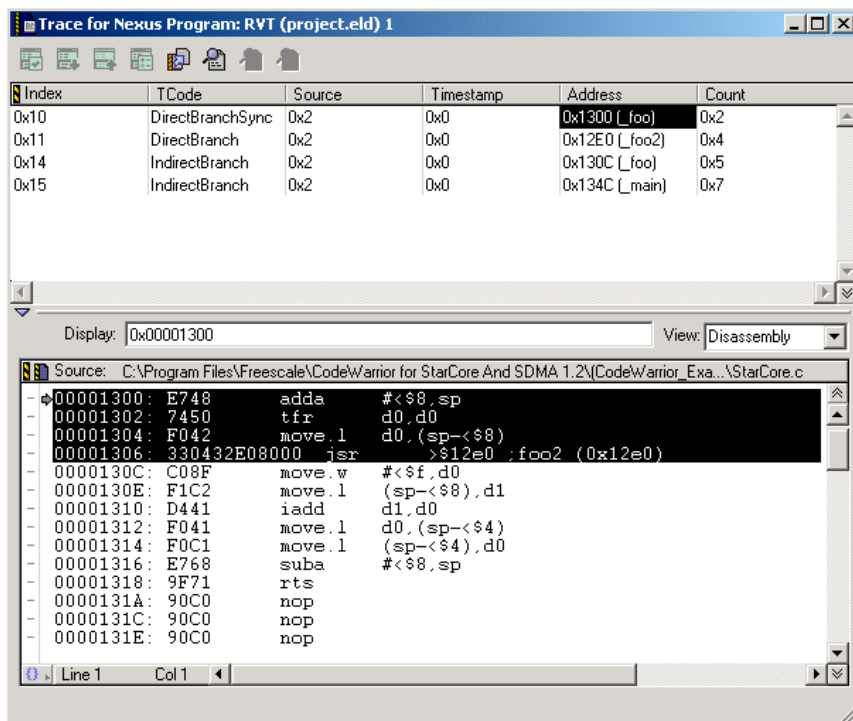 Trace for Nexus Program: RVT (project.eld) 1
Index TCode Source Timestamp Address Count
0x10 DirectBranchSync 0x2 0x0 0x1300 (_foo) 0x2
0x11 DirectBranch 0x2 0x0 0x12E0 (_foo2) 0x4
0x14 IndirectBranch 0x2 0x0 0x130C (_foo) 0x5
0x15 IndirectBranch 0x2 0x0 0x134C (_main) 0x7
Display: 0x00001300 View: Disassembly
Source: C:\Program Files\Freescale\CodeWarrior for StarCore And SDMA 1.2\(CodeWarrior_Exa...\StarCore.c
00001300: E748 adda #<$8,sp
00001302: 7450 tfr d0,d0
00001304: F042 move.l d0,(sp-<$8)
00001306: 330432E08000 jsr >$12e0 ;foo2 (0x12e0)
0000130C: C08F move.w #<$f,d0
0000130E: F1C2 move.l (sp-<$8),d1
00001310: D441 iadd d1,d0
00001312: F041 move.l d0,(sp-<$4)
00001314: F0C1 move.l (sp-<$4),d0
00001316: E768 suba #<$8,sp
00001318: 9F71 rts
0000131A: 90C0 nop
0000131C: 90C0 nop
0000131E: 90C0 nop
Line 1 Col 1